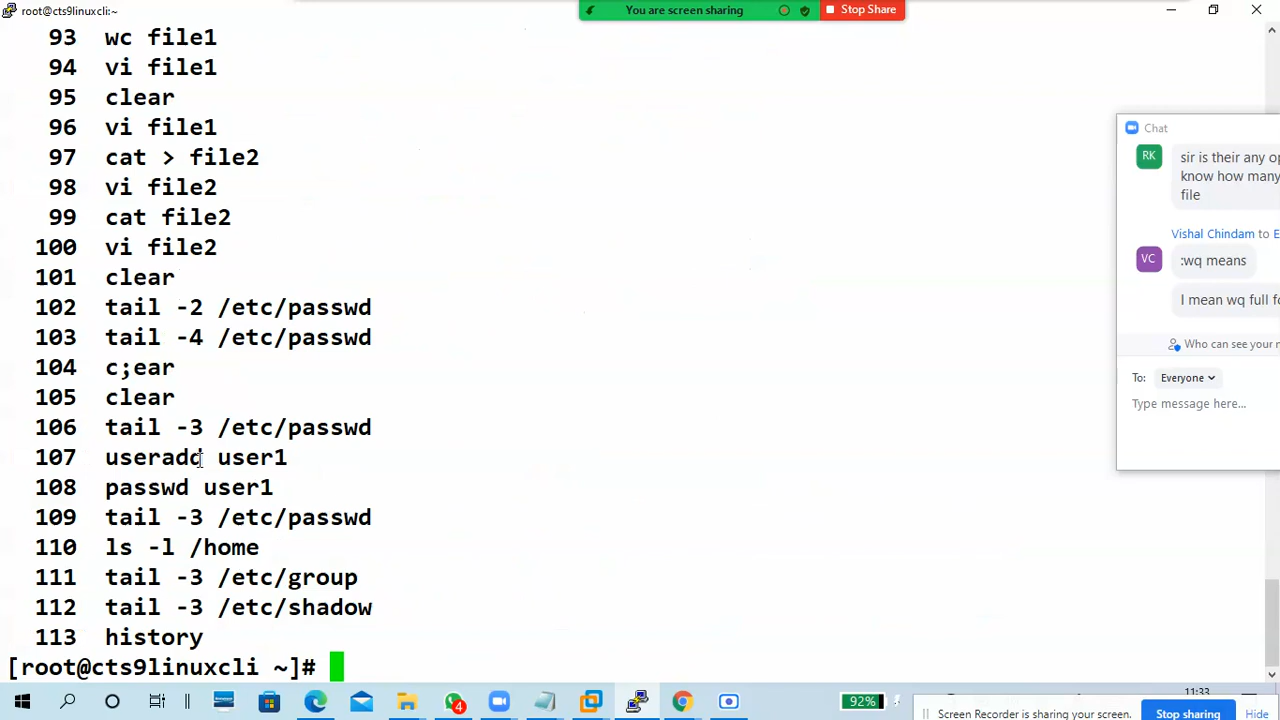 root@cts9linuxcli:~
You are screen sharing
Stop Share
93 wc file1
94 vi file1
95 clear
96 vi file1
97 cat > file2
98 vi file2
99 cat file2
100 vi file2
101 clear
102 tail -2 /etc/passwd
103 tail -4 /etc/passwd
104 c;ear
105 clear
106 tail -3 /etc/passwd
107 useradd user1
108 passwd user1
109 tail -3 /etc/passwd
110 ls -l /home
111 tail -3 /etc/group
112 tail -3 /etc/shadow
113 history
[root@cts9linuxcli ~]#
Chat
RK
sir is their any op
know how many
file
Vishal Chindam to E
VC
:wq means
I mean wq full fo
Who can see your
To: Everyone
Type message here...
4
92%
11:33
Screen Recorder is sharing your screen.
Stop sharing
Hide